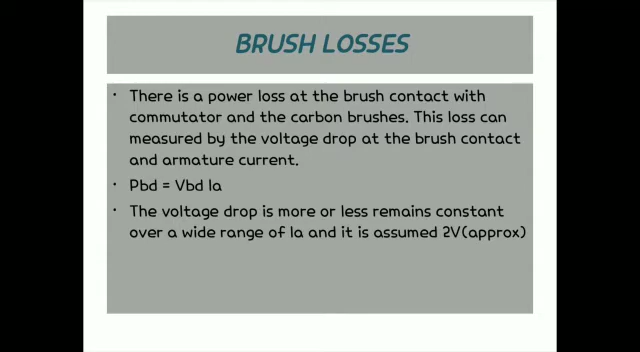 BRUSH LOSSES
• There is a power loss at the brush contact with
commutator and the carbon brushes. This loss can
measured by the voltage drop at the brush contact
and armature current.
• Pbd = Vbd Ia
• The voltage drop is more or less remains constant
over a wide range of Ia and it is assumed 2V(approx)